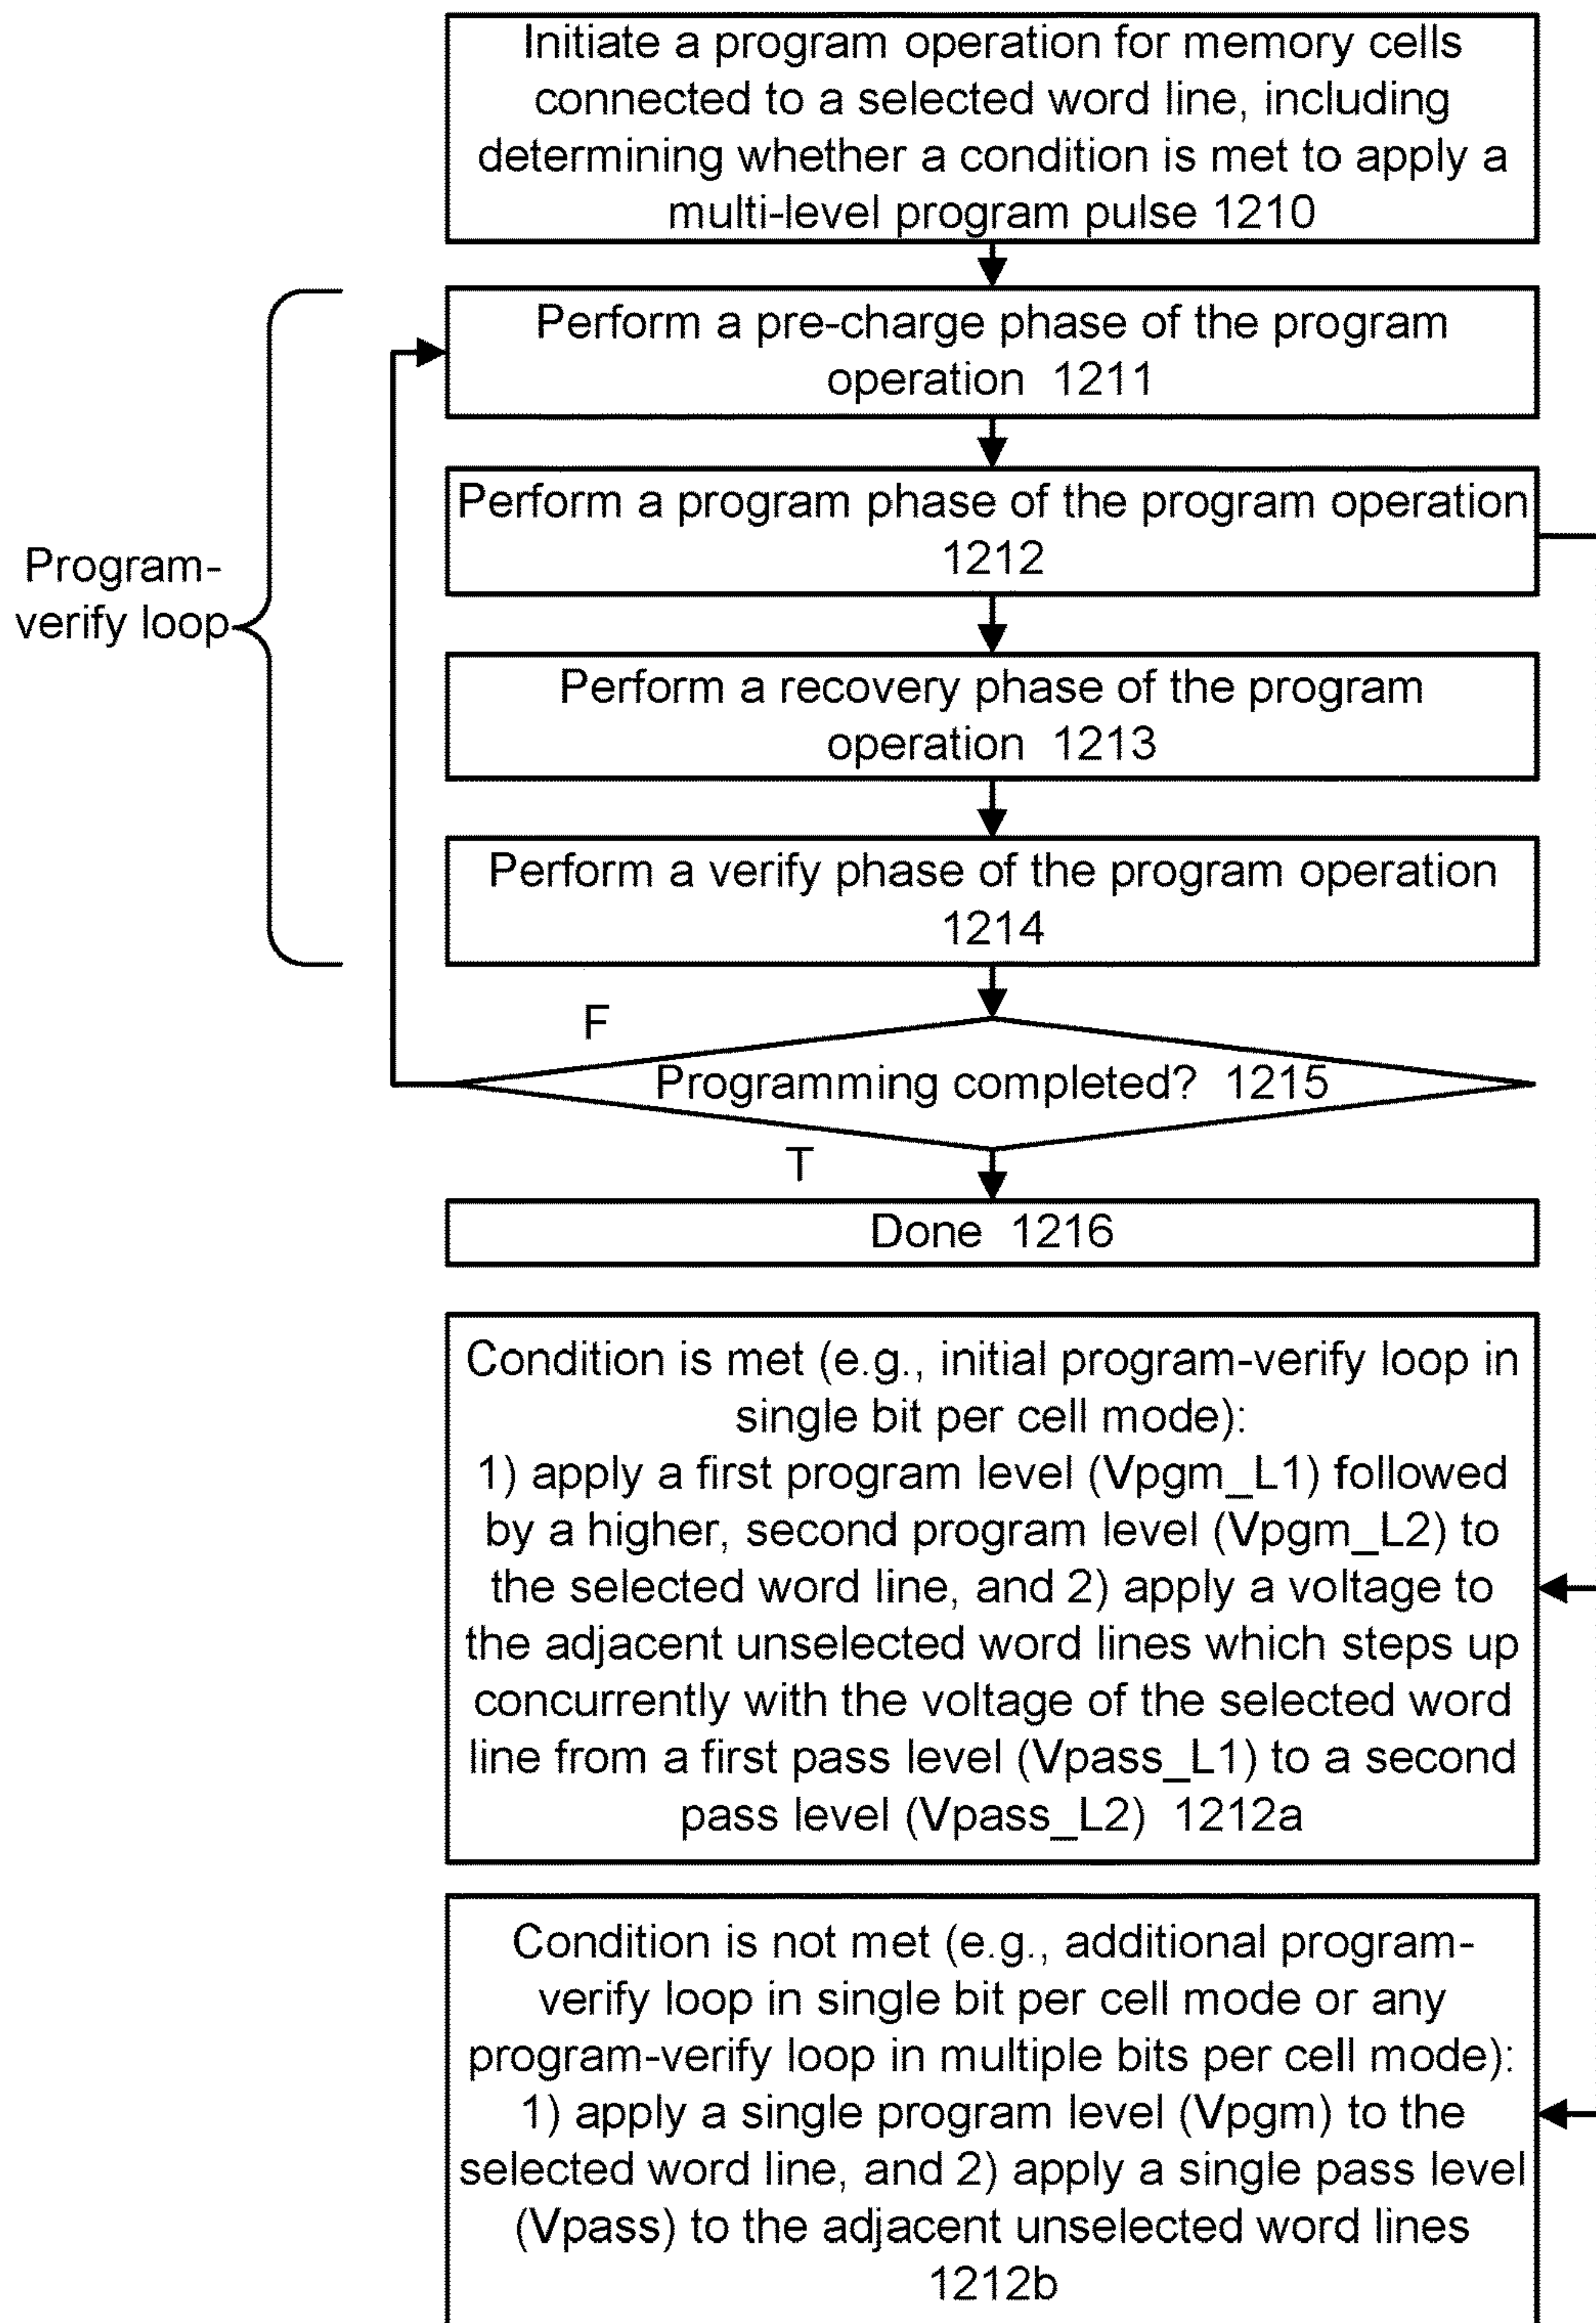 Initiate a program operation for memory cells
connected to a selected word line, including
determining whether a condition is met to apply a
multi-level program pulse 1210
Perform a pre-charge phase of the program
operation 1211
Perform a program phase of the program operation
1212
Program-
verify loop
Perform a recovery phase of the program
operation 1213
Perform a verify phase of the program operation
1214
F
Programming completed? 1215
T
Done 1216
Condition is met (e.g., initial program-verify loop in
single bit per cell mode):
1) apply a first program level (Vpgm_L1) followed
by a higher, second program level (Vpgm_L2) to
the selected word line, and 2) apply a voltage to
the adjacent unselected word lines which steps up
concurrently with the voltage of the selected word
line from a first pass level (Vpass_L1) to a second
pass level (Vpass_L2) 1212a
Condition is not met (e.g., additional program-
verify loop in single bit per cell mode or any
program-verify loop in multiple bits per cell mode):
1) apply a single program level (Vpgm) to the
selected word line, and 2) apply a single pass level
(Vpass) to the adjacent unselected word lines
1212b